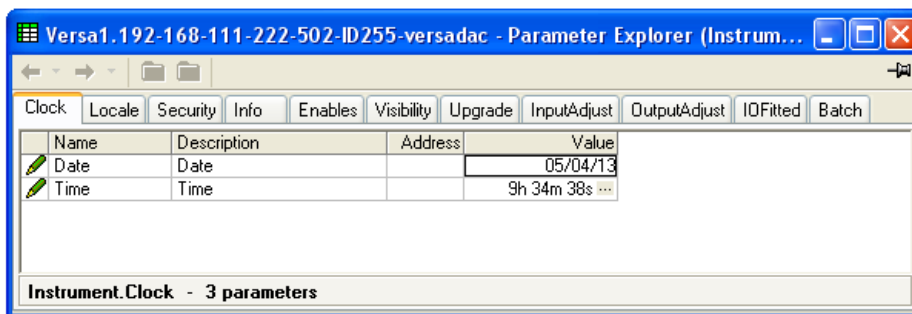 Versa1.192-168-111-222-502-ID255-versadac - Parameter Explorer (Instrum...
Clock Locale Security Info Enables Visibility Upgrade InputAdjust OutputAdjust IOFitted Batch
Name Description Address Value
Date Date 05/04/13
Time Time 9h 34m 38s ...
Instrument.Clock - 3 parameters